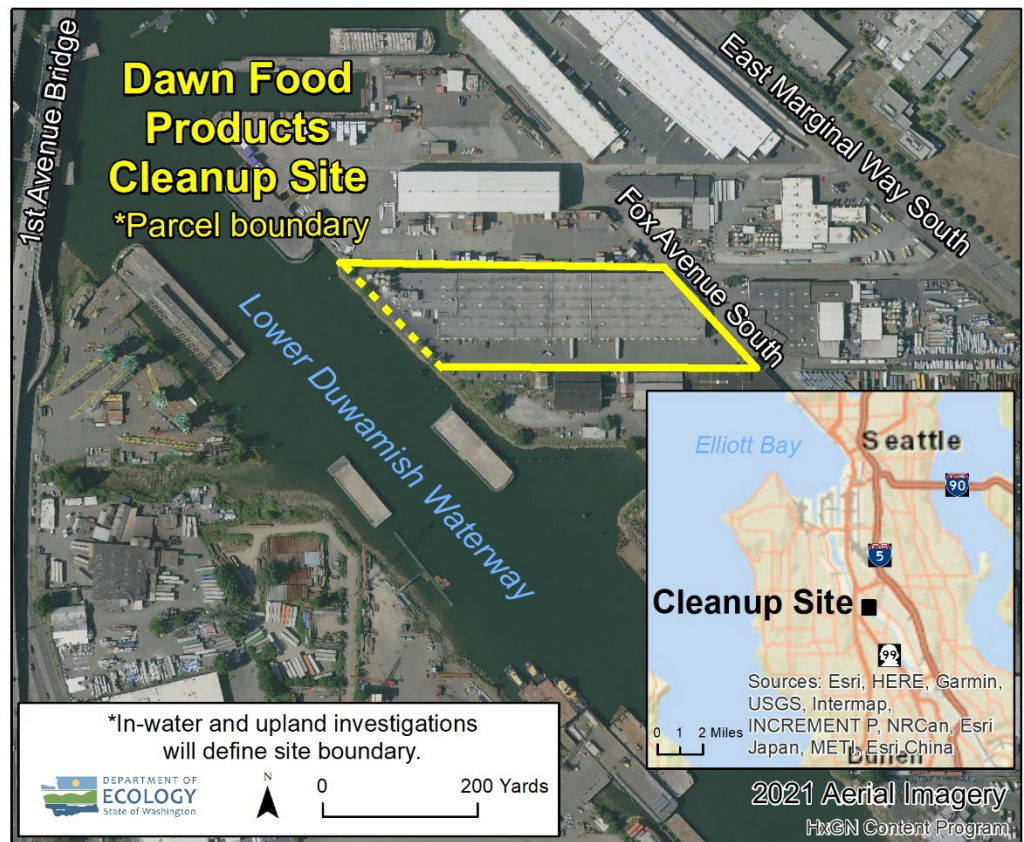 Dawn Food
Products
Cleanup Site
*Parcel boundary
1st Avenue Bridge
East Marginal Way South
Fox Avenue South
Lower Duwamish Waterway
Elliott Bay
Seattle
90
5
Cleanup Site
99
Sources: Esri, HERE, Garmin,
USGS, Intermap,
INCREMENT P, NRCan, Esri
Japan, METI, Esri China
0 1 2 Miles
Burien
*In-water and upland investigations
will define site boundary.
DEPARTMENT OF
ECOLOGY
State of Washington
N
0 200 Yards
2021 Aerial Imagery
HxGN Content Program